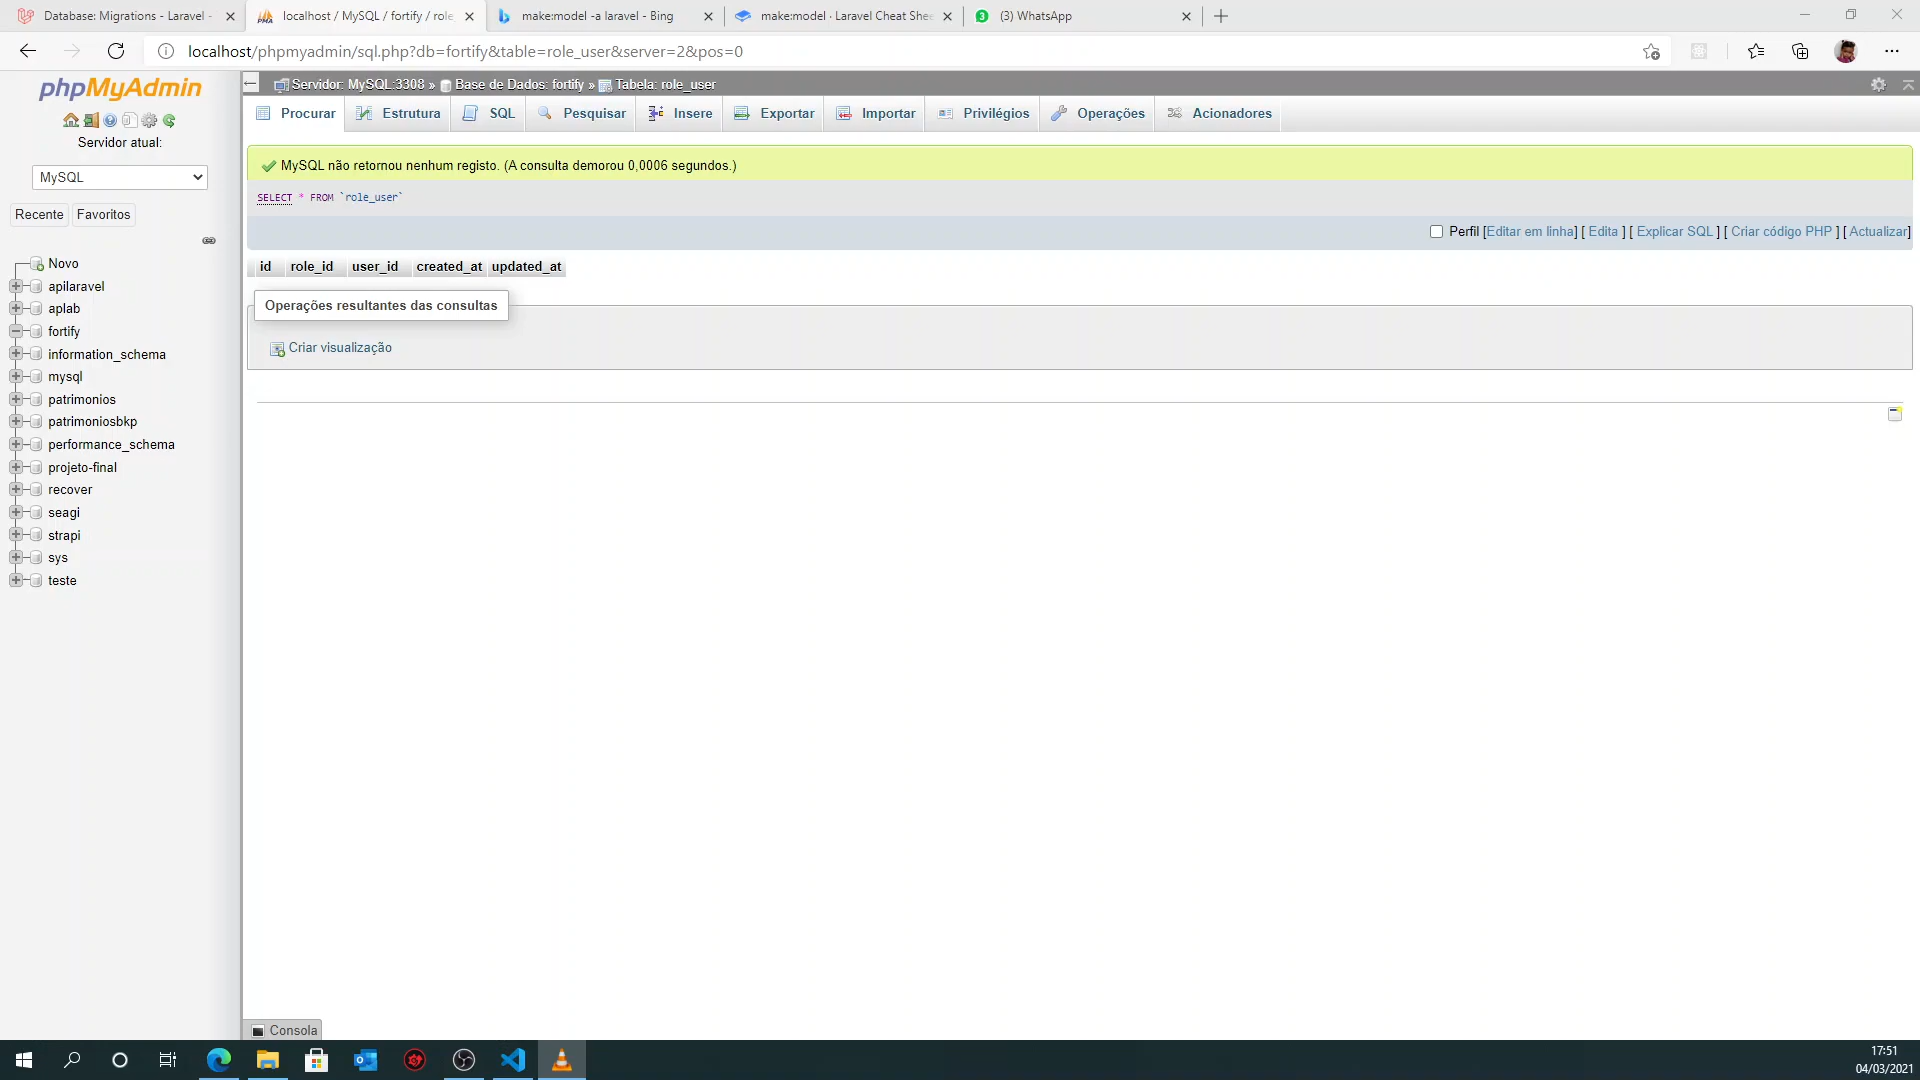 Database: Migrations - Laravel -
localhost / MySQL / fortify / role
make:model -a laravel - Bing
make:model · Laravel Cheat Shee
(3) WhatsApp
localhost/phpmyadmin/sql.php?db=fortify&table=role_user&server=2&pos=0
phpMyAdmin
Servidor atual:
MySQL
Recente
Favoritos
Novo
apilaravel
aplab
fortify
information_schema
mysql
patrimonios
patrimoniosbkp
performance_schema
projeto-final
recover
seagi
strapi
sys
teste
Servidor: MySQL:3308 » Base de Dados: fortify » Tabela: role_user
Procurar
Estrutura
SQL
Pesquisar
Insere
Exportar
Importar
Privilégios
Operações
Acionadores
MySQL não retornou nenhum registo. (A consulta demorou 0,0006 segundos.)
SELECT * FROM `role_user`
Perfil [Editar em linha] [ Edita ] [ Explicar SQL ] [ Criar código PHP ] [ Actualizar]
id role_id user_id created_at updated_at
Operações resultantes das consultas
Criar visualização
Consola
17:51
04/03/2021